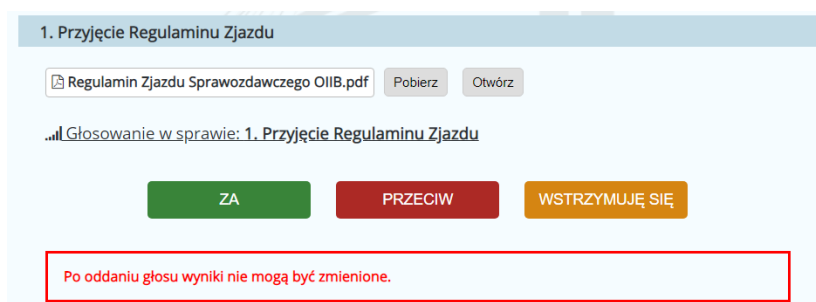 1. Przyjęcie Regulaminu Zjazdu
Regulamin Zjazdu Sprawozdawczego OIIB.pdf Pobierz Otwórz
Głosowanie w sprawie: 1. Przyjęcie Regulaminu Zjazdu
ZA PRZECIW WSTRZYMUJĘ SIĘ
Po oddaniu głosu wyniki nie mogą być zmienione.